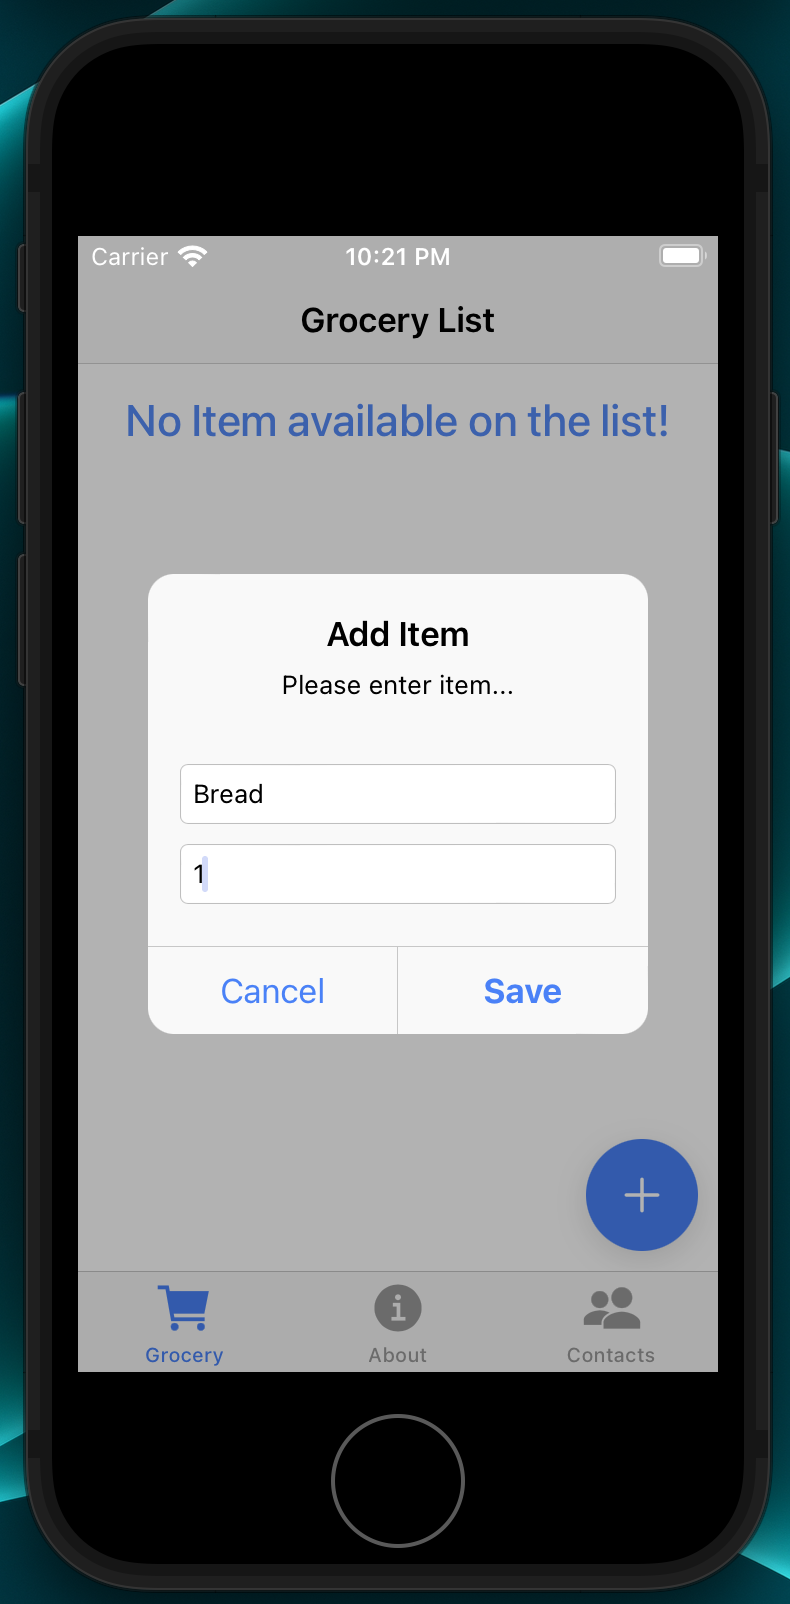 Carrier 10:21 PM
Grocery List
No Item available on the list!
Add Item
Please enter item...
Bread
1
Cancel Save
Grocery About Contacts